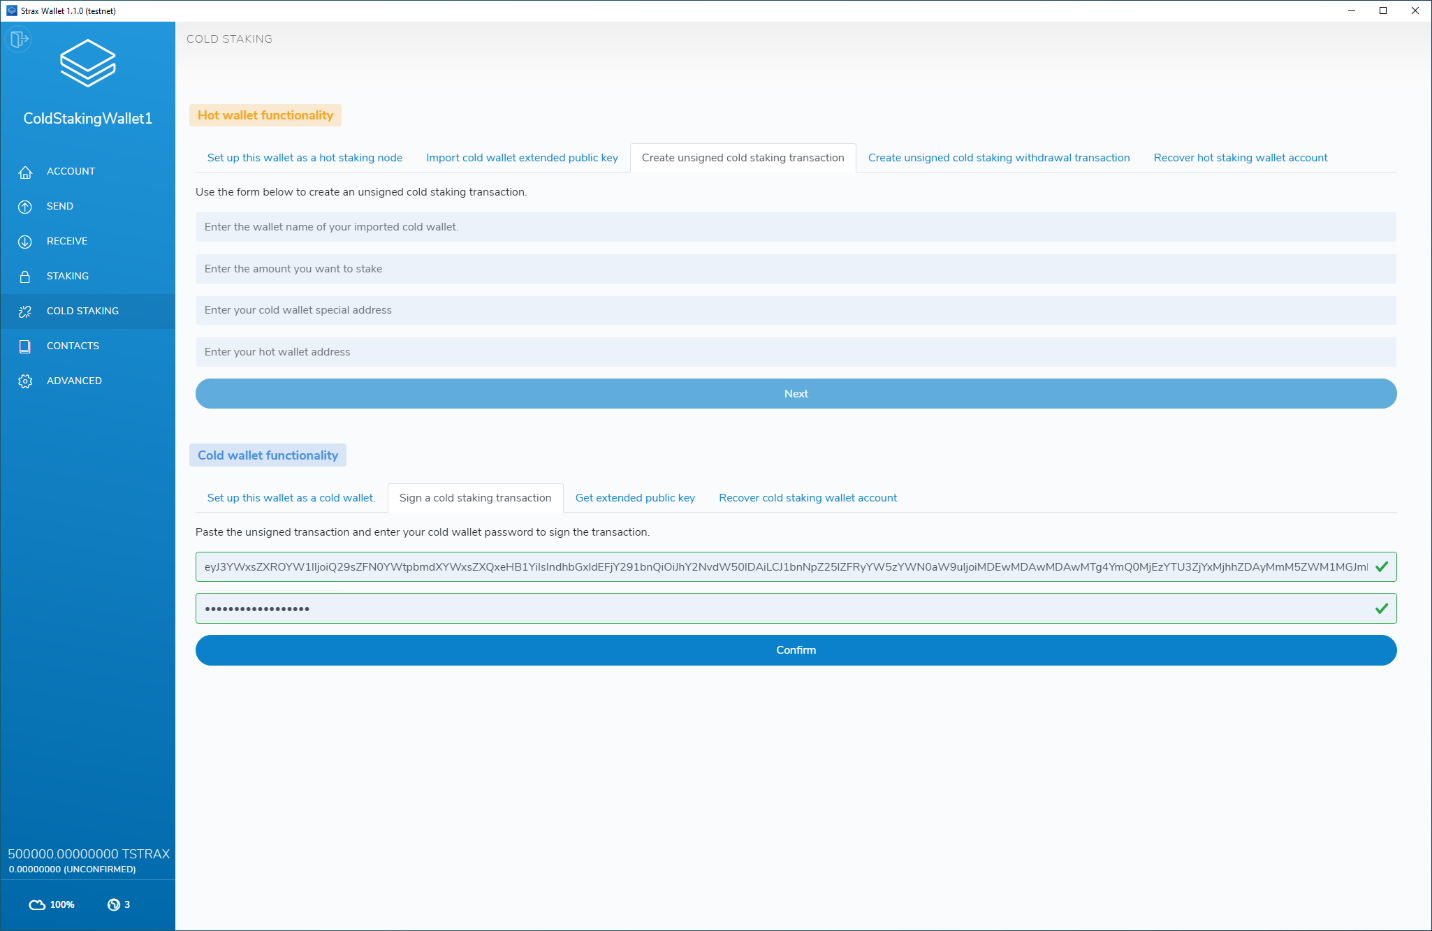 Strax Wallet 1.1.0 (testnet)
COLD STAKING
ColdStakingWallet1
ACCOUNT
SEND
RECEIVE
STAKING
COLD STAKING
CONTACTS
ADVANCED
500000.00000000 TSTRAX
0.00000000 (UNCONFIRMED)
100% 3
Hot wallet functionality
Set up this wallet as a hot staking node Import cold wallet extended public key Create unsigned cold staking transaction Create unsigned cold staking withdrawal transaction Recover hot staking wallet account
Use the form below to create an unsigned cold staking transaction.
Enter the wallet name of your imported cold wallet.
Enter the amount you want to stake
Enter your cold wallet special address
Enter your hot wallet address
Next
Cold wallet functionality
Set up this wallet as a cold wallet. Sign a cold staking transaction Get extended public key Recover cold staking wallet account
Paste the unsigned transaction and enter your cold wallet password to sign the transaction.
••••••••••••••••••
Confirm